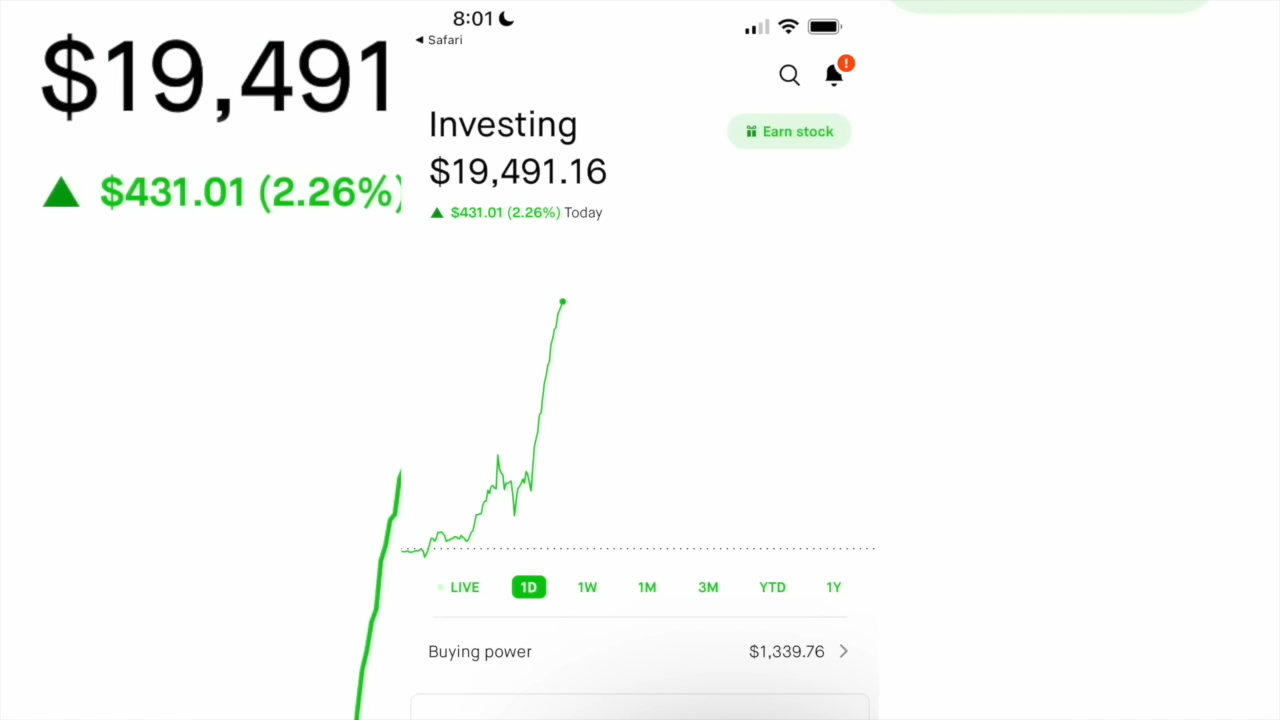 $19,491
▲ $431.01 (2.26%)
8:01
◀ Safari
!
Investing
$19,491.16
Earn stock
▲ $431.01 (2.26%) Today
LIVE 1D 1W 1M 3M YTD 1Y
Buying power $1,339.76